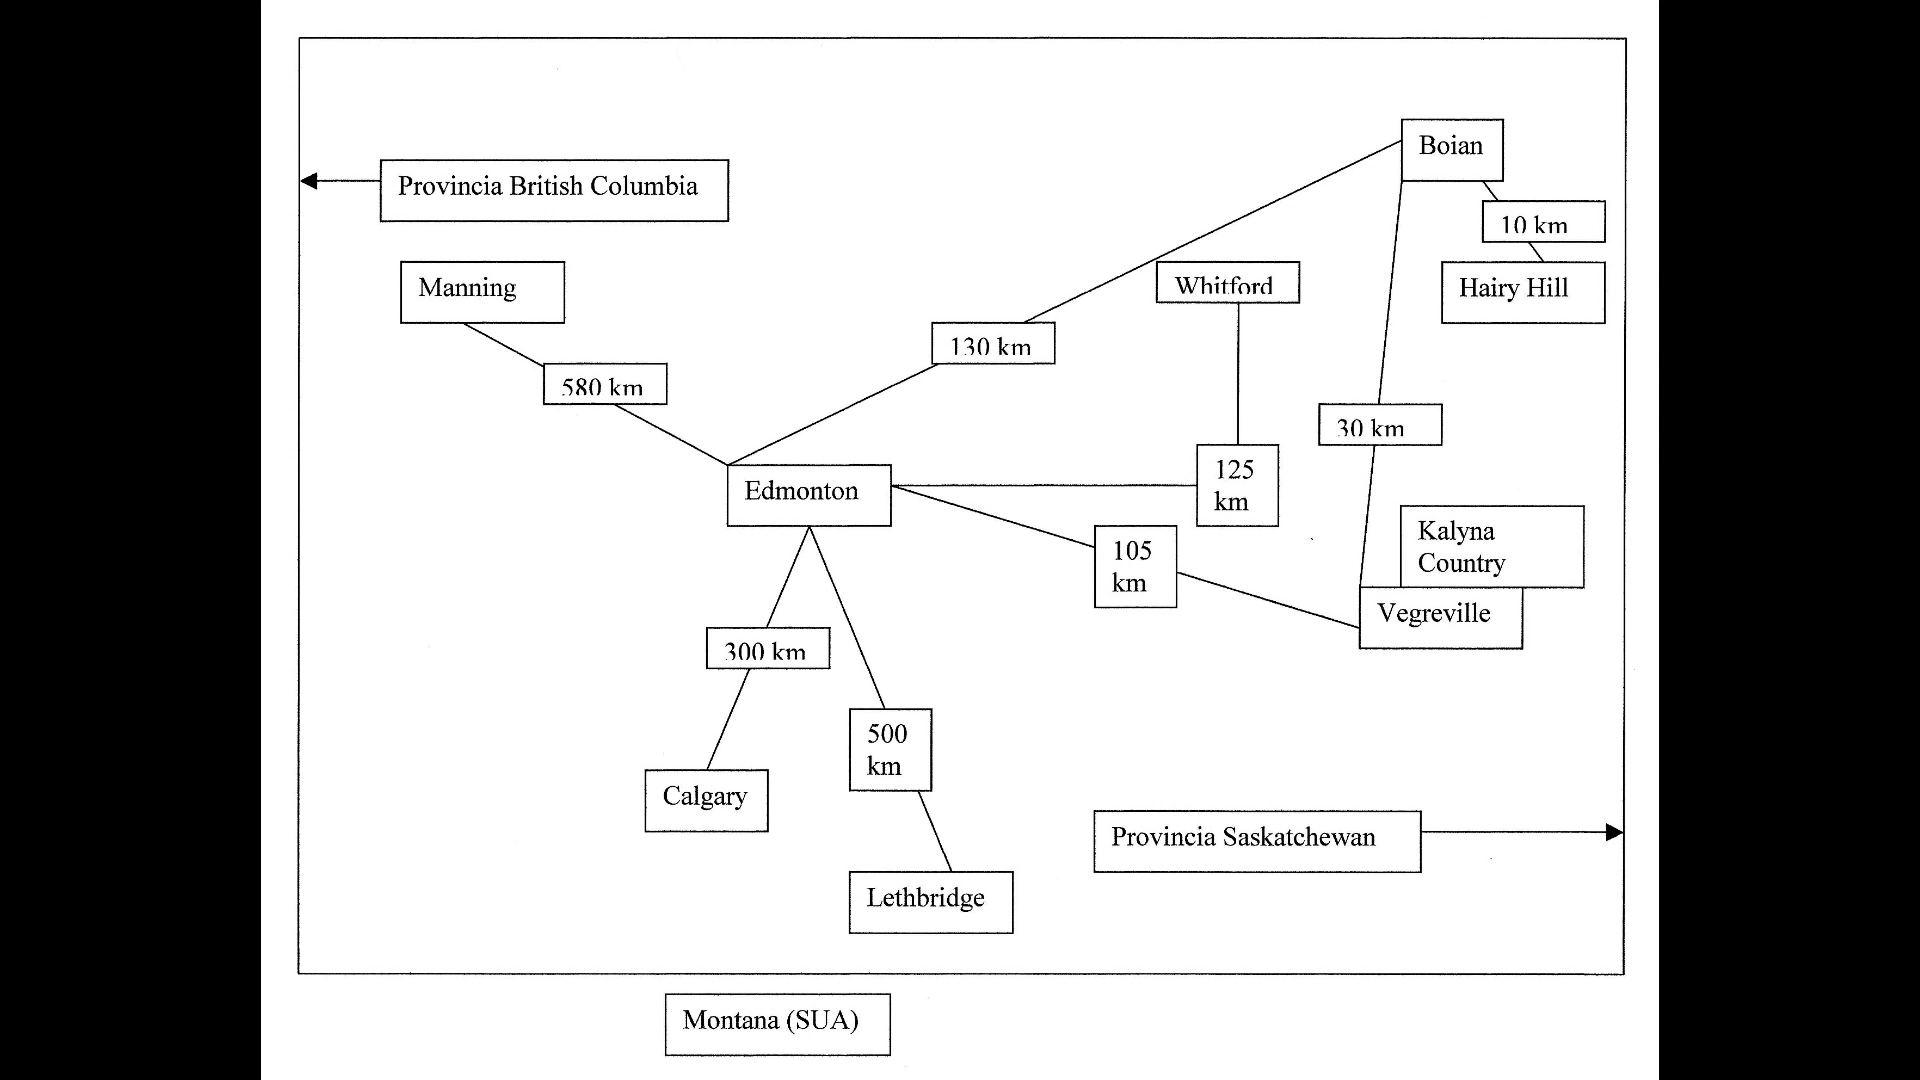 Boian
Provincia British Columbia
10 km
Manning
Whitford
Hairy Hill
130 km
580 km
30 km
Edmonton
125
km
Kalyna
Country
105
km
Vegreville
300 km
500
km
Calgary
Provincia Saskatchewan
Lethbridge
Montana (SUA)